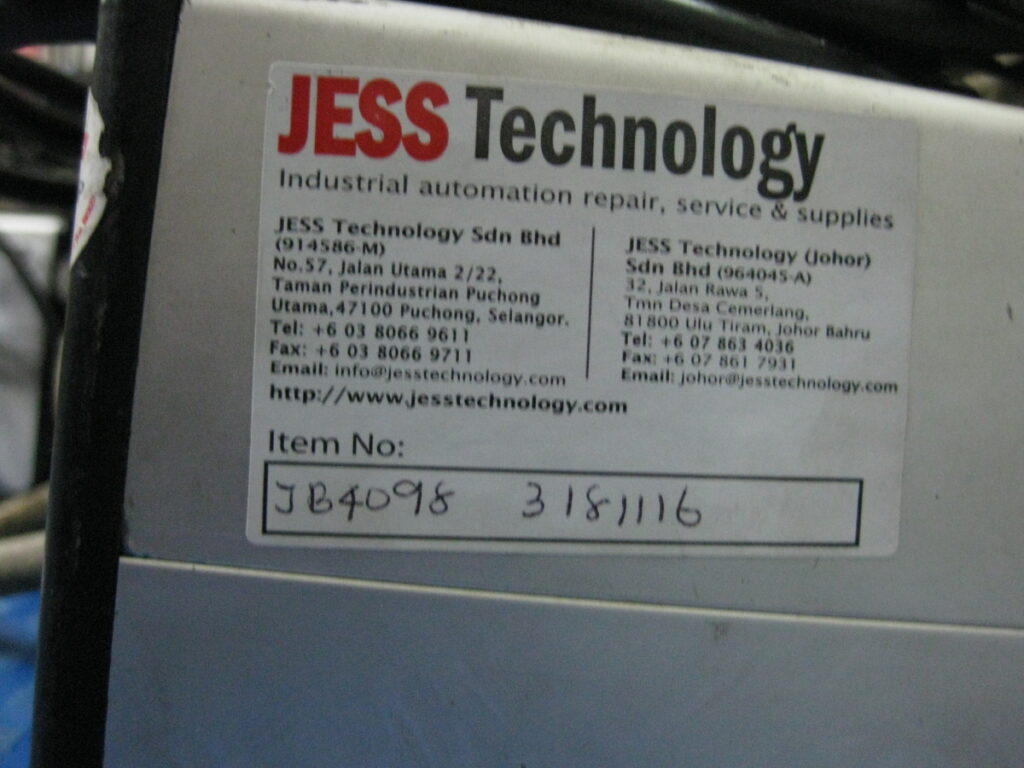 JESS Technology
Industrial automation repair, service & supplies
JESS Technology Sdn Bhd
(914586-M)
No.57, Jalan Utama 2/22,
Taman Perindustrian Puchong
Utama,47100 Puchong, Selangor.
Tel: +6 03 8066 9611
Fax: +6 03 8066 9711
Email: info@jesstechnology.com
http://www.jesstechnology.com
JESS Technology (Johor)
Sdn Bhd (964045-A)
32, Jalan Rawa 5,
Tmn Desa Cemerlang,
81800 Ulu Tiram, Johor Bahru
Tel: +6 07 863 4036
Fax: +6 07 861 7931
Email: johor@jesstechnology.com
Item No:
JB4098 3181116